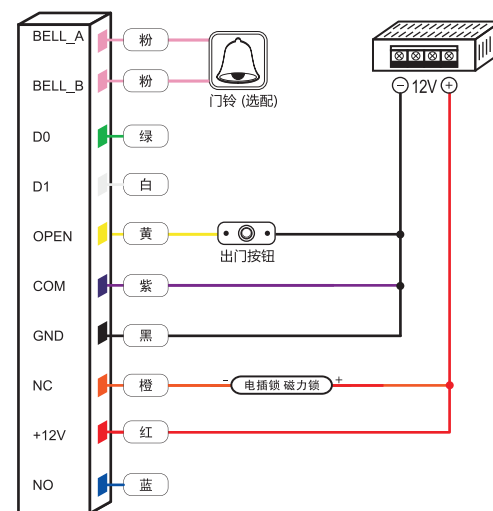 BELL_A 粉
BELL_B 粉
门铃 (选配)
− 12V +
D0 绿
D1 白
OPEN 黄
出门按钮
COM 紫
GND 黑
NC 橙 - 电插锁 磁力锁 +
+12V 红
NO 蓝